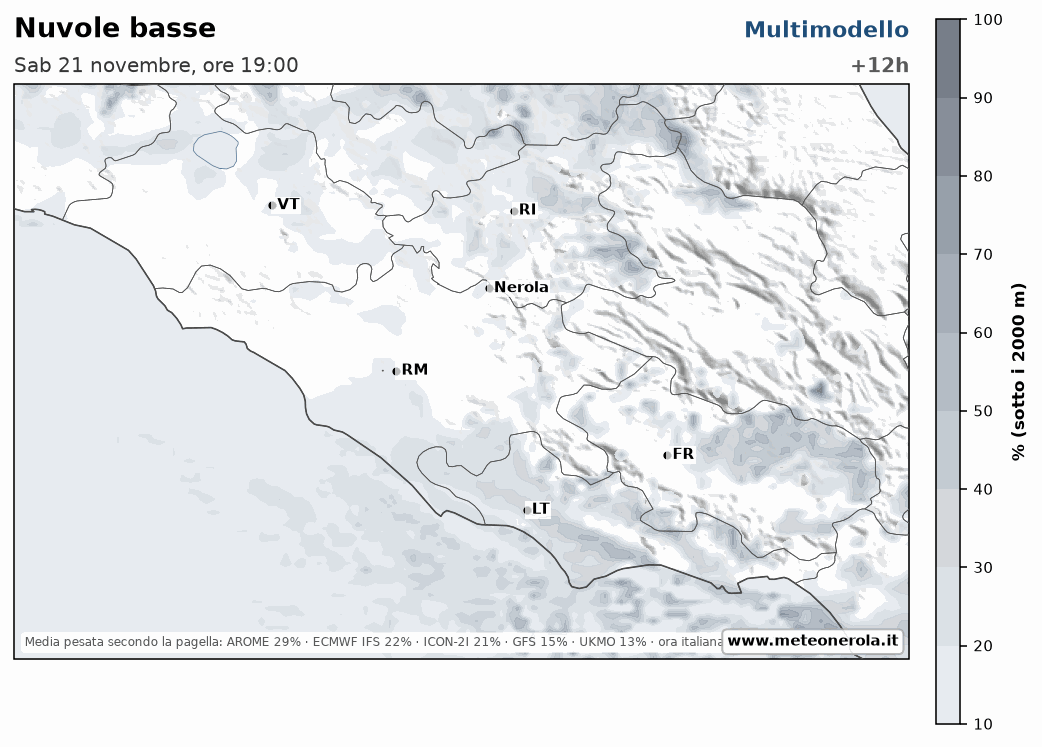 Nuvole basse
Multimodello
Sab 21 novembre, ore 19:00
+12h
VT
RI
Nerola
RM
FR
LT
Media pesata secondo la pagella: AROME 29% · ECMWF IFS 22% · ICON-2I 21% · GFS 15% · UKMO 13% · ora italiana
www.meteonerola.it
100
90
80
70
60
50
40
30
20
10
% (sotto i 2000 m)